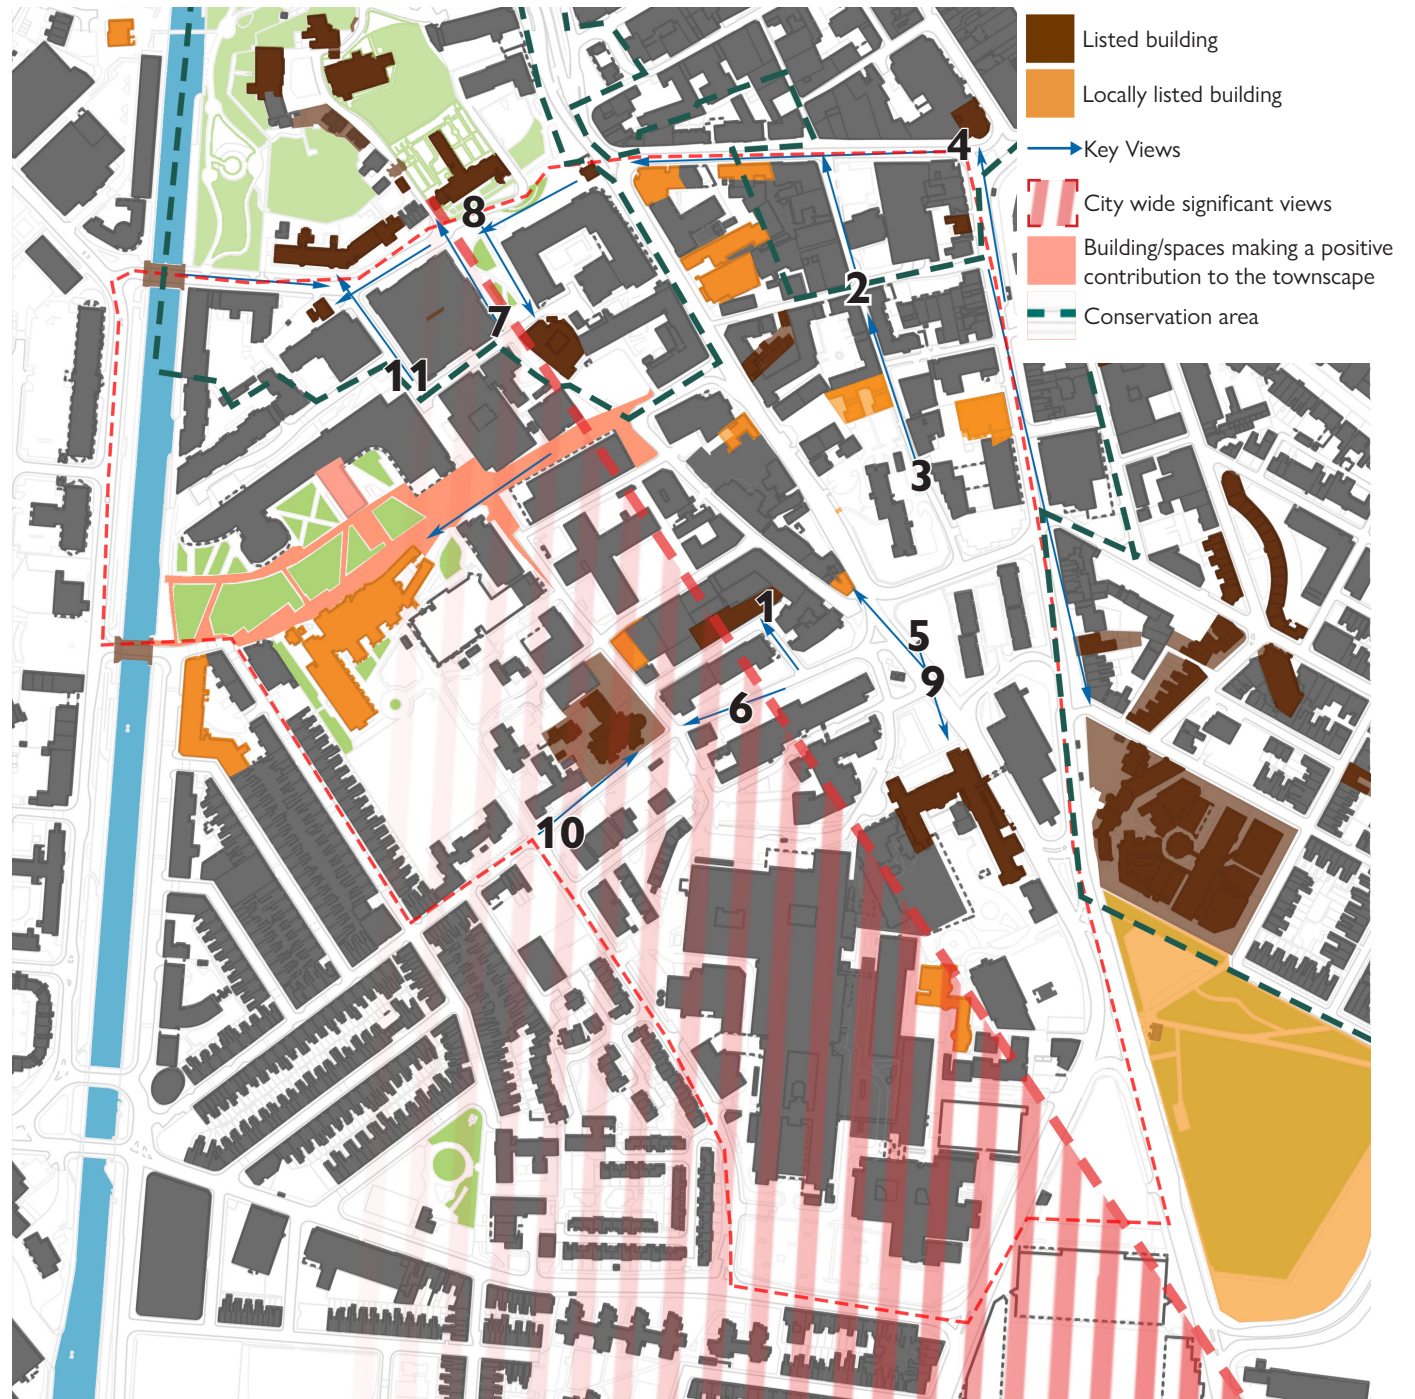 Listed building
Locally listed building
Key Views
City wide significant views
Building/spaces making a positive
contribution to the townscape
Conservation area
4
8
2
7
11
3
1
5
9
6
10